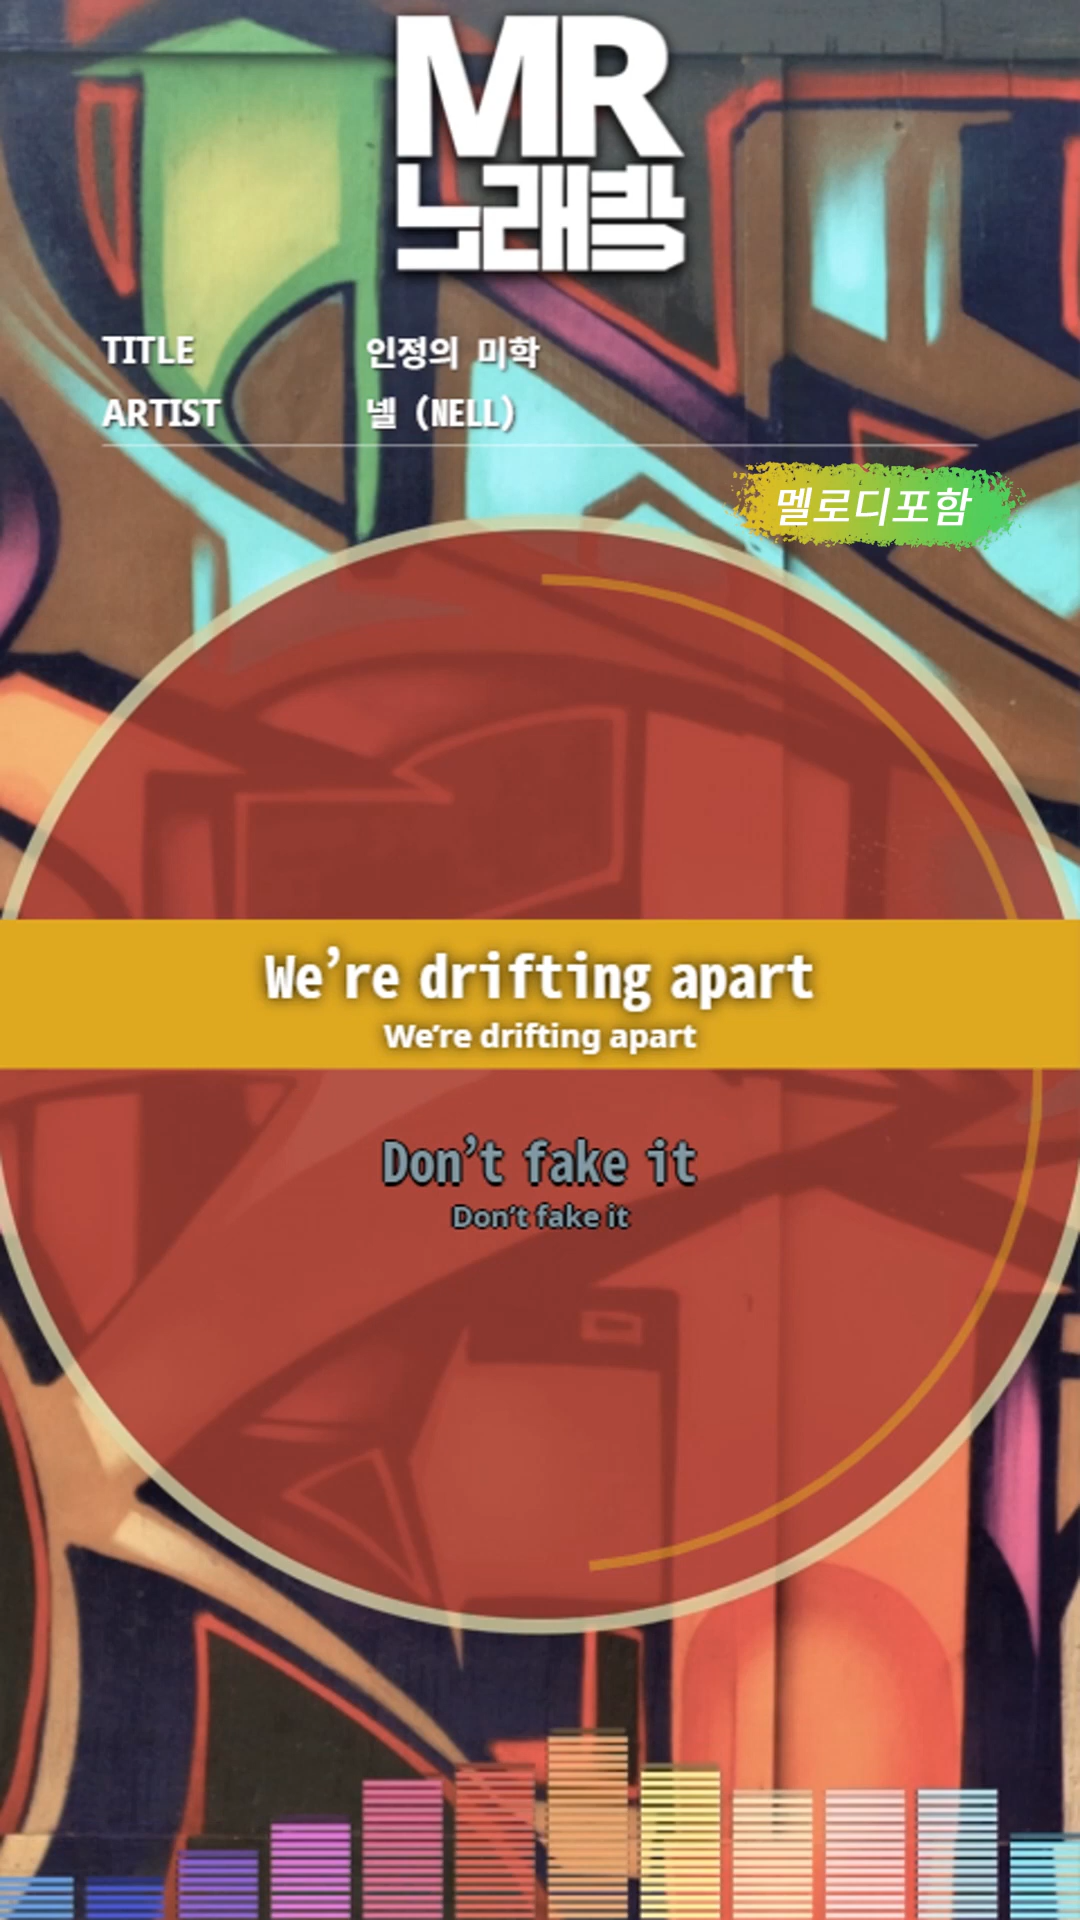 MR
노래방
TITLE 인정의 미학
ARTIST 넬 (NELL)
멜로디포함
We’re drifting apart
We’re drifting apart
Don’t fake it
Don’t fake it